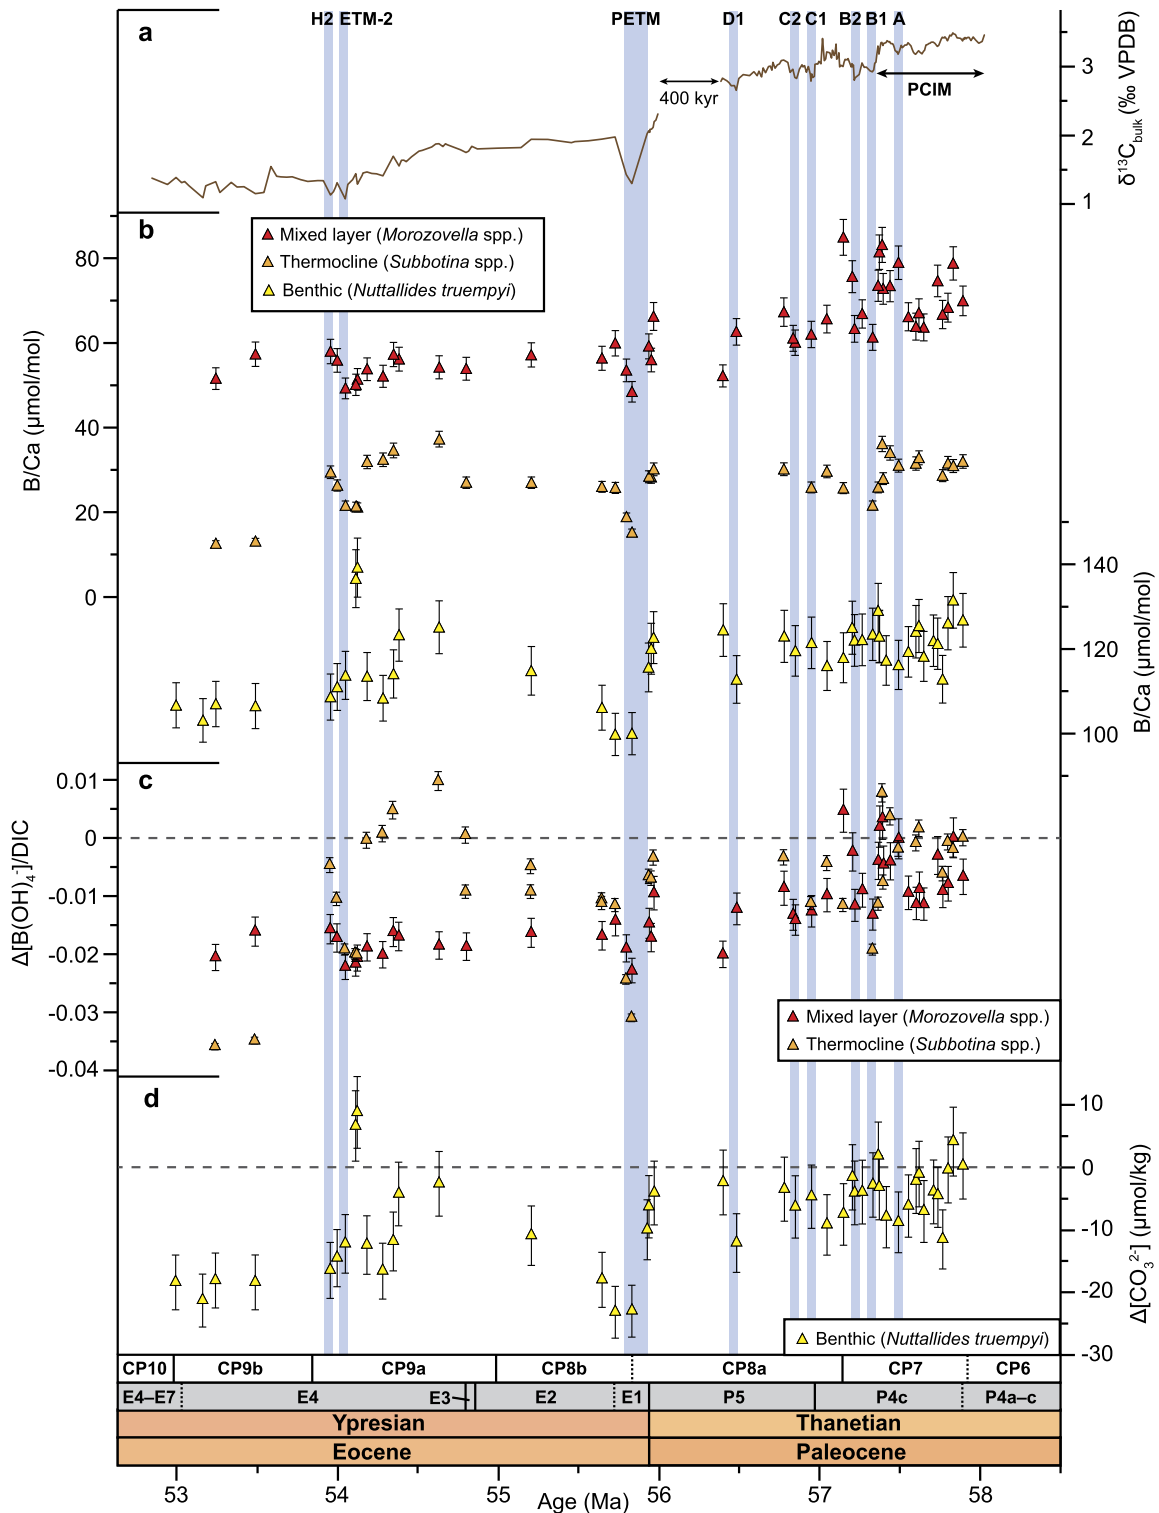 H2 ETM-2 PETM D1 C2 C1 B2 B1 A
a
3
2
1
δ¹³C_bulk (‰ VPDB)
400 kyr
PCIM
b
Mixed layer (Morozovella spp.)
Thermocline (Subbotina spp.)
Benthic (Nuttallides truempyi)
80
60
40
20
0
B/Ca (µmol/mol)
140
120
100
B/Ca (µmol/mol)
c
0.01
0
-0.01
-0.02
-0.03
-0.04
Δ[B(OH)₄⁻]/DIC
Mixed layer (Morozovella spp.)
Thermocline (Subbotina spp.)
d
10
0
-10
-20
-30
Δ[CO₃²⁻] (µmol/kg)
Benthic (Nuttallides truempyi)
CP10 CP9b CP9a CP8b CP8a CP7 CP6
E4–E7 E4 E3 E2 E1 P5 P4c P4a–c
Ypresian Thanetian
Eocene Paleocene
53 54 55 56 57 58
Age (Ma)